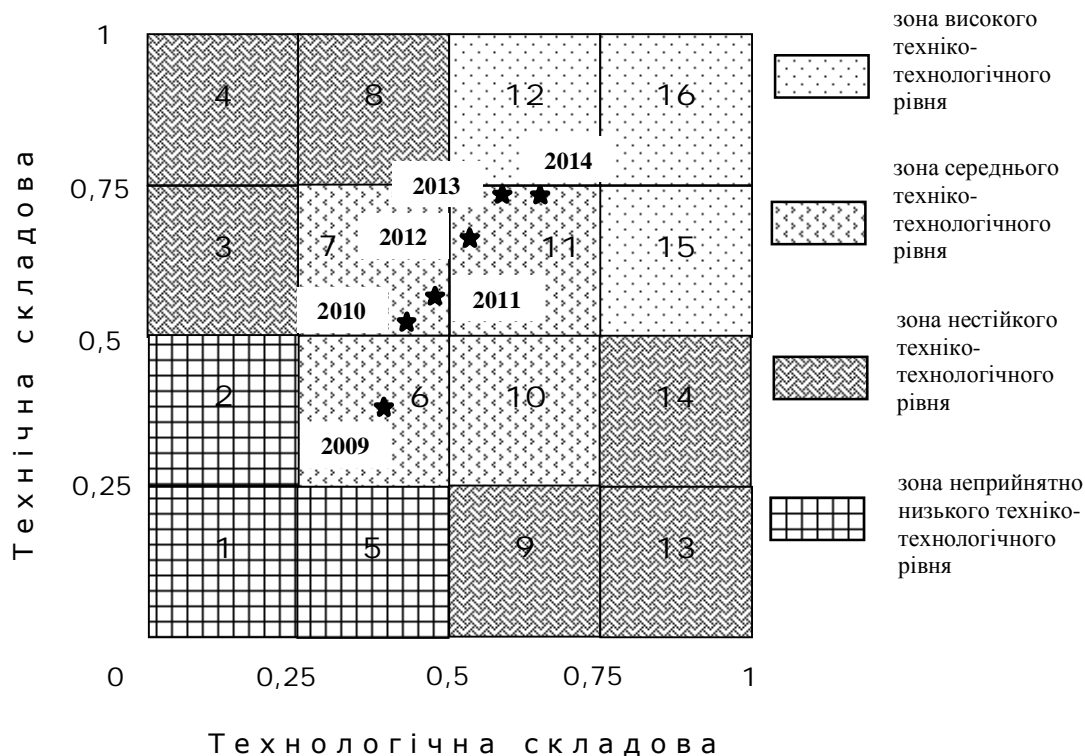 1
4
8
12
16
2014
2013
0,75
3
7
2012
11
15
2010
2011
0,5
2
6
10
14
2009
0,25
1
5
9
13
0
0,25
0,5
0,75
1
Технічна складова
Технологічна складова
зона високого
техніко-
технологічного
рівня
зона середнього
техніко-
технологічного
рівня
зона нестійкого
техніко-
технологічного
рівня
зона неприйнятно
низького техніко-
технологічного
рівня